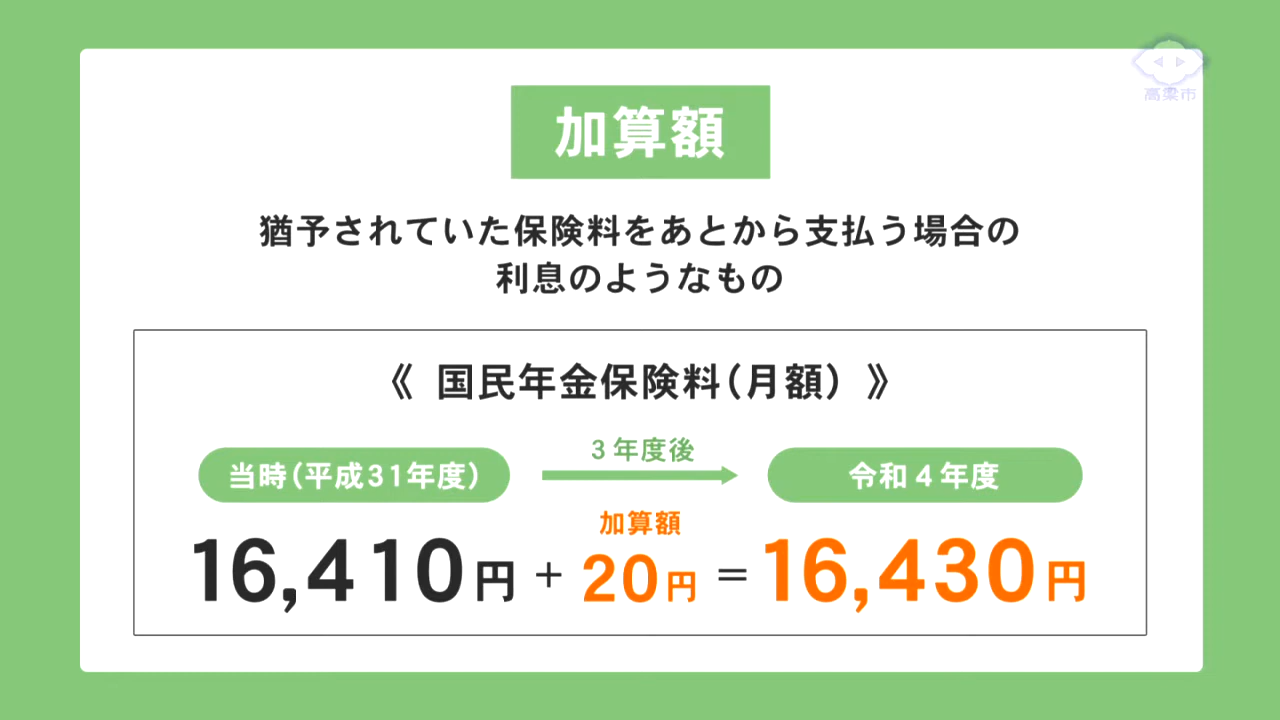 高梁市
加算額
猶予されていた保険料をあとから支払う場合の
利息のようなもの
《 国民年金保険料(月額) 》
当時(平成31年度)
3年度後
令和4年度
加算額
16,410円 + 20円 = 16,430円